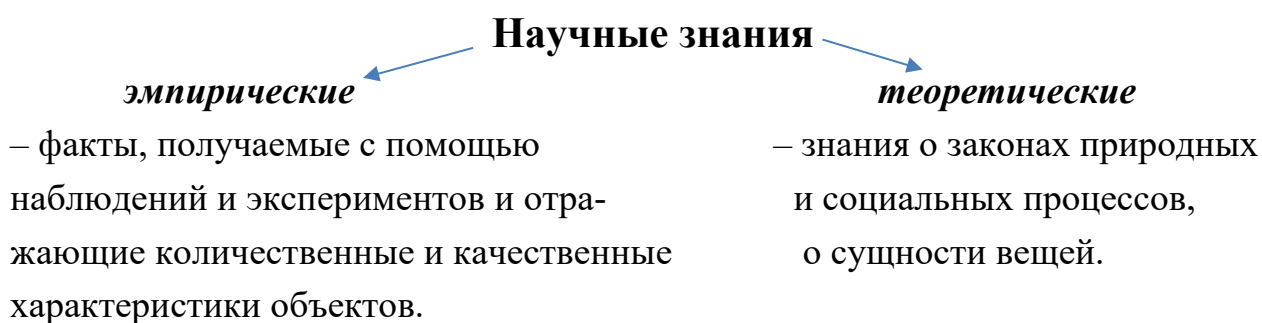 Научные знания
эмпирические
– факты, получаемые с помощью
наблюдений и экспериментов и отра-
жающие количественные и качественные
характеристики объектов.
теоретические
– знания о законах природных
и социальных процессов,
о сущности вещей.